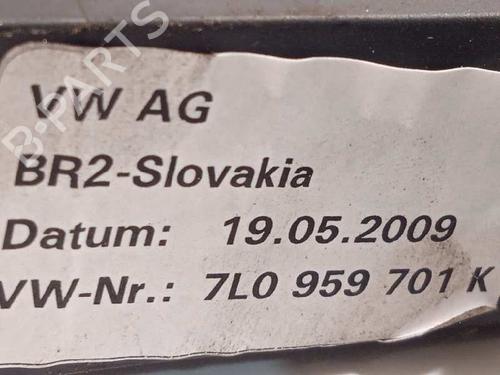 B-PARTS
VW AG
BR2-Slovakia
Datum: 19.05.2009
VW-Nr.: 7L0 959 701 K